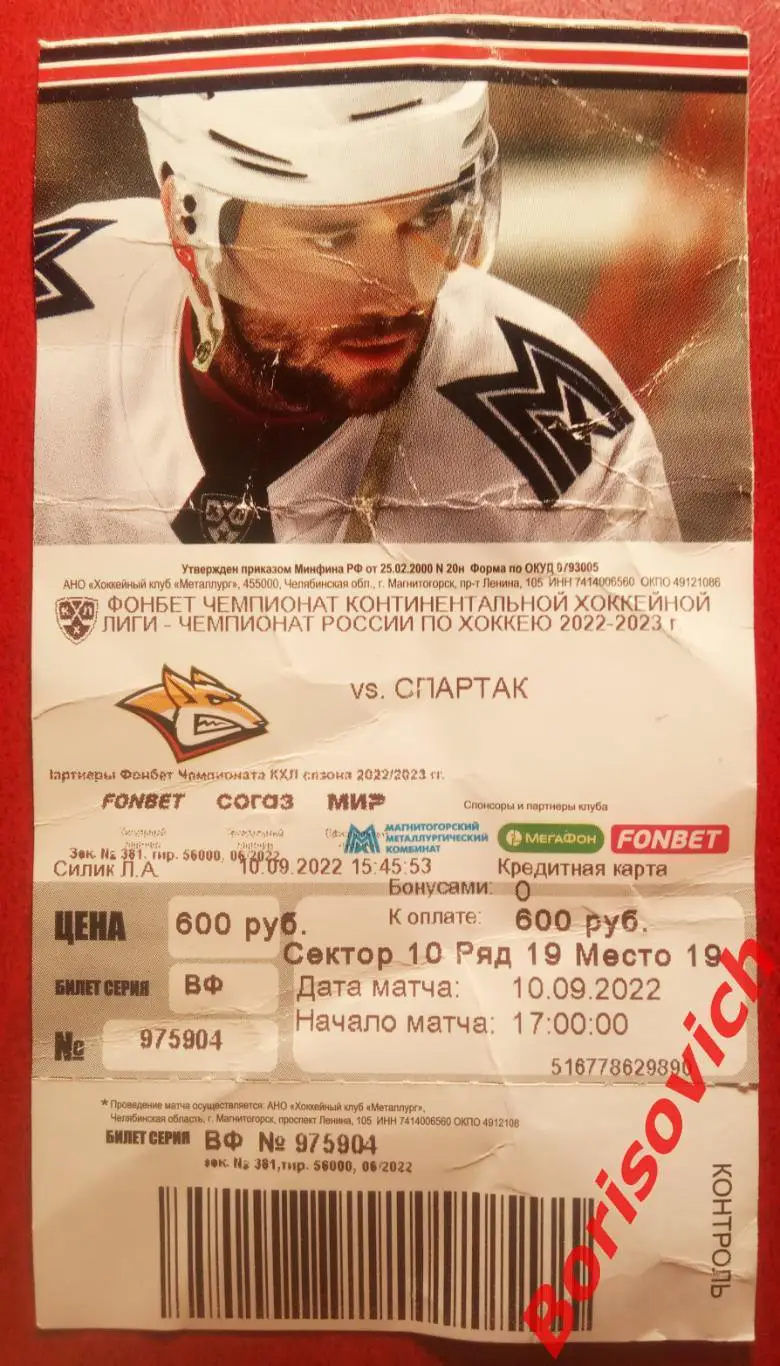 Утвержден приказом Минфина РФ от 25.02.2000 N 20н Форма по ОКУД 0793005
АНО «Хоккейный клуб «Металлург», 455000, Челябинская обл., г. Магнитогорск, пр-т Ленина, 105 ИНН 7414006560 ОКПО 49121086
КХЛ
ФОНБЕТ ЧЕМПИОНАТ КОНТИНЕНТАЛЬНОЙ ХОККЕЙНОЙ
ЛИГИ - ЧЕМПИОНАТ РОССИИ ПО ХОККЕЮ 2022-2023 г
vs. СПАРТАК
Партнеры Фонбет Чемпионата КХЛ сезона 2022/2023 гг.
FONBET СОГАЗ МИР
Спонсоры и партнеры клуба
МАГНИТОГОРСКИЙ
МЕТАЛЛУРГИЧЕСКИЙ
КОМБИНАТ
МЕГАФОН
FONBET
Зак. № 381, тир. 56000, 06/2022
Силик Л.А. 10.09.2022 15:45:53 Кредитная карта
Бонусами: 0
ЦЕНА 600 руб. К оплате: 600 руб.
Сектор 10 Ряд 19 Место 19
БИЛЕТ СЕРИЯ ВФ Дата матча: 10.09.2022
№ 975904 Начало матча: 17:00:00
516778629890
* Проведение матча осуществляется: АНО «Хоккейный клуб «Металлург»,
Челябинская область, г. Магнитогорск, проспект Ленина, 105 ИНН 7414006560 ОКПО 4912108
БИЛЕТ СЕРИЯ ВФ № 975904
зак. № 381, тир. 56000, 06/2022
КОНТРОЛЬ
Borisovich